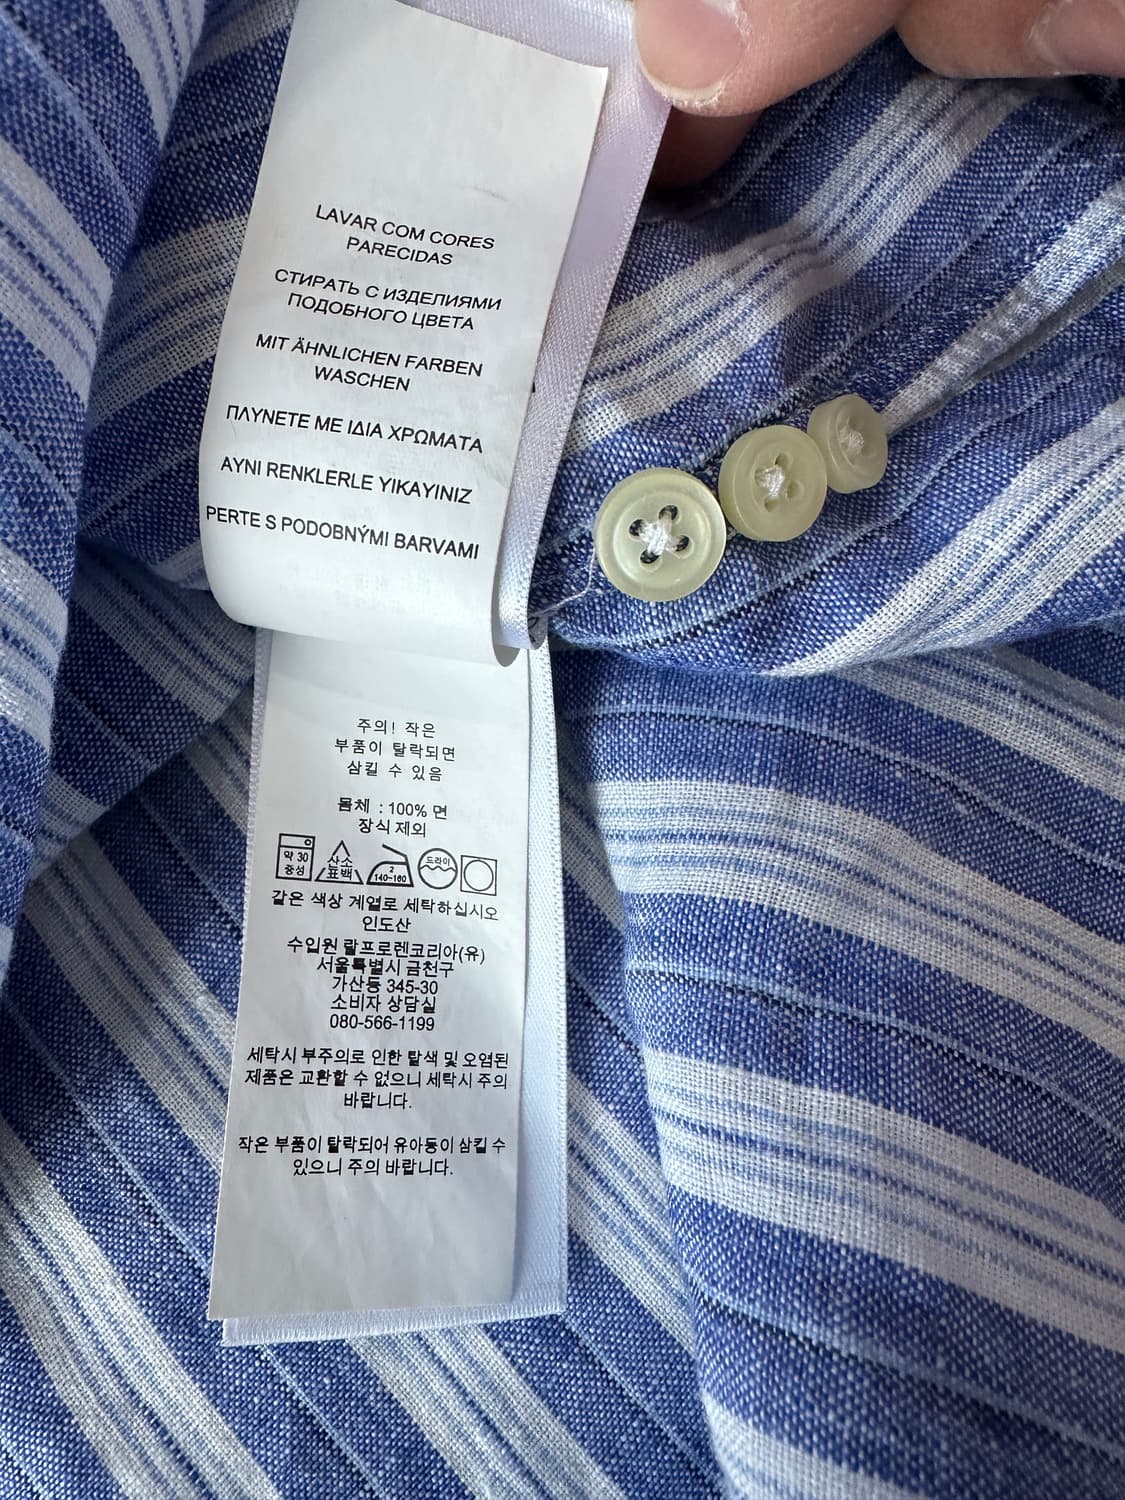 LAVAR COM CORES
PARECIDAS
СТИРАТЬ С ИЗДЕЛИЯМИ
ПОДОБНОГО ЦВЕТА
MIT ÄHNLICHEN FARBEN
WASCHEN
ΠΛΥΝΕΤΕ ΜΕ ΙΔΙΑ ΧΡΩΜΑΤΑ
AYNI RENKLERLE YIKAYINIZ
PERTE S PODOBNÝMI BARVAMI
주의! 작은
부품이 탈락되면
삼킬 수 있음
몸체 : 100% 면
장식 제외
약 30
중성
산소
표백
2
140~160
드라이
같은 색상 계열로 세탁하십시오
인도산
수입원 랄프로렌코리아(유)
서울특별시 금천구
가산동 345-30
소비자 상담실
080-566-1199
세탁시 부주의로 인한 탈색 및 오염된
제품은 교환할 수 없으니 세탁시 주의
바랍니다.
작은 부품이 탈락되어 유아동이 삼킬 수
있으니 주의 바랍니다.